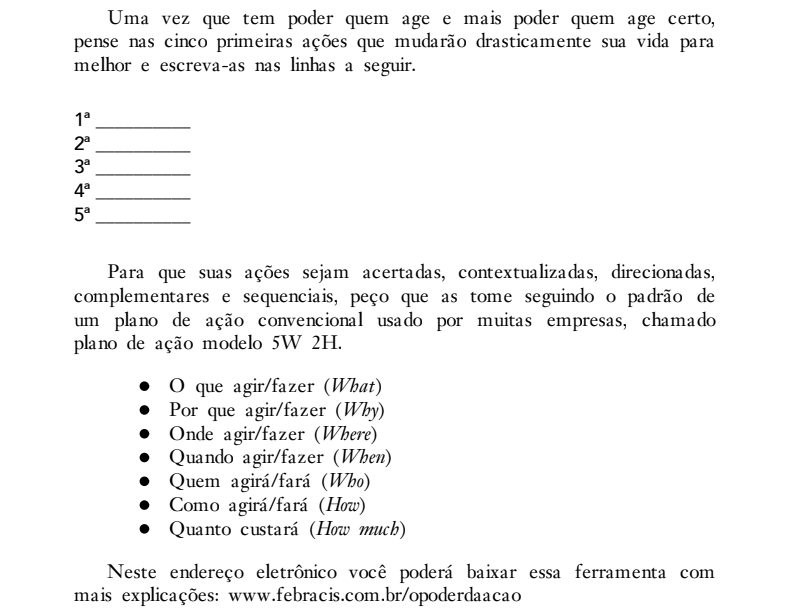 Uma vez que tem poder quem age e mais poder quem age certo,
pense nas cinco primeiras ações que mudarão drasticamente sua vida para
melhor e escreva-as nas linhas a seguir.
1ª __________
2ª __________
3ª __________
4ª __________
5ª __________
Para que suas ações sejam acertadas, contextualizadas, direcionadas,
complementares e sequenciais, peço que as tome seguindo o padrão de
um plano de ação convencional usado por muitas empresas, chamado
plano de ação modelo 5W 2H.
● O que agir/fazer (What)
● Por que agir/fazer (Why)
● Onde agir/fazer (Where)
● Quando agir/fazer (When)
● Quem agirá/fará (Who)
● Como agirá/fará (How)
● Quanto custará (How much)
Neste endereço eletrônico você poderá baixar essa ferramenta com
mais explicações: www.febracis.com.br/opoderdaacao